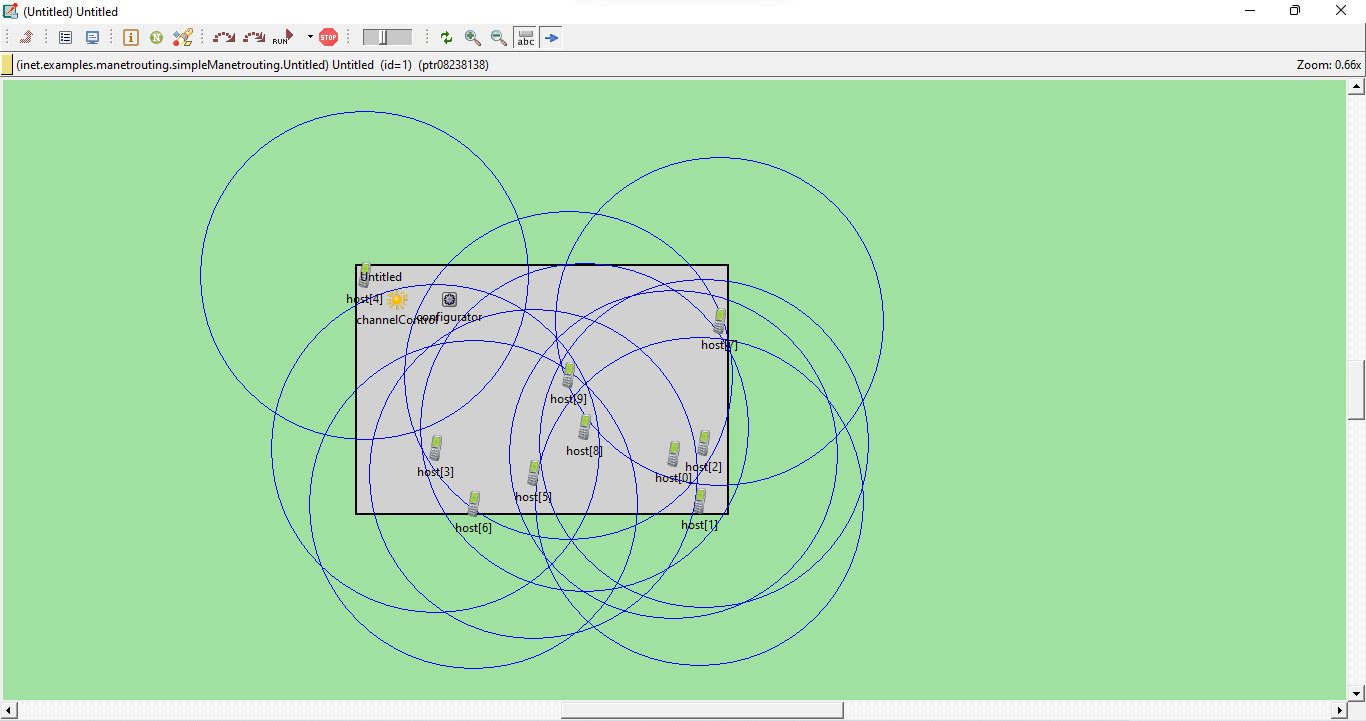 (Untitled) Untitled
RUN
STOP
abc
(inet.examples.manetrouting.simpleManetrouting.Untitled) Untitled (id=1) (ptr08238138)
Zoom: 0.66x
Untitled
host[4]
channelControl
configurator
host[7]
host[9]
host[8]
host[3]
host[2]
host[0]
host[5]
host[6]
host[1]